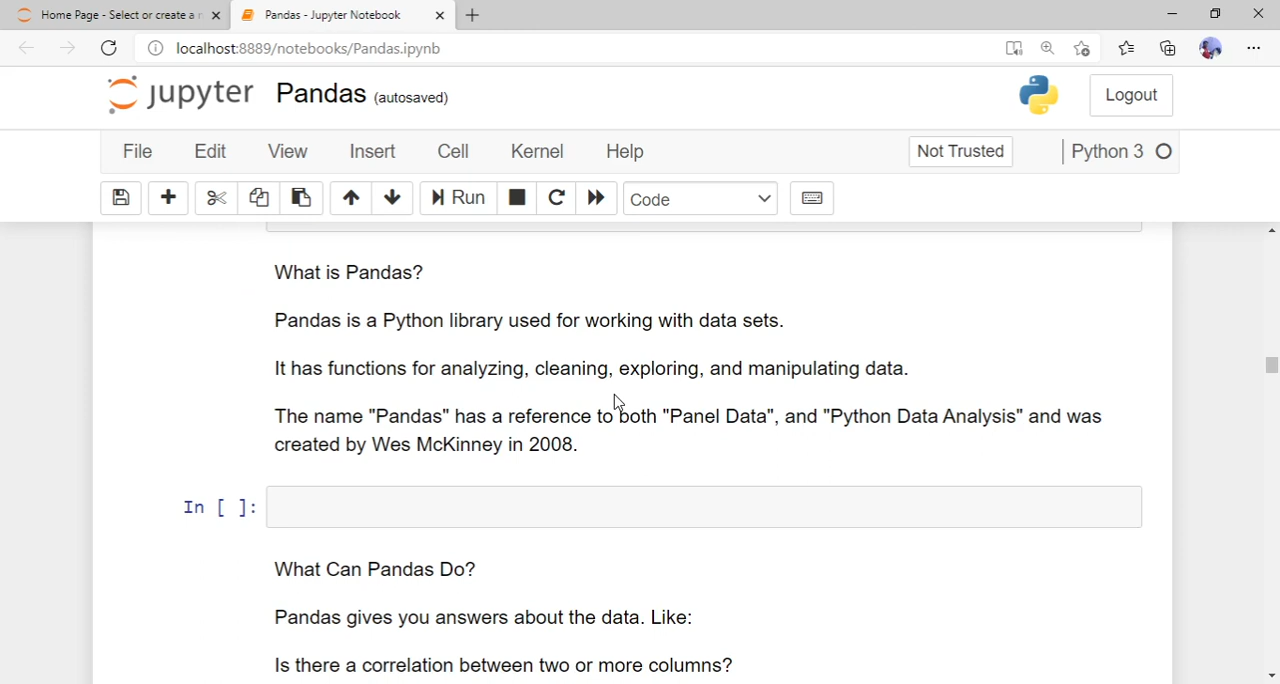 Home Page - Select or create a n
Pandas - Jupyter Notebook
localhost:8889/notebooks/Pandas.ipynb
jupyter Pandas (autosaved)
Logout
File Edit View Insert Cell Kernel Help
Not Trusted
Python 3
Run
Code
What is Pandas?
Pandas is a Python library used for working with data sets.
It has functions for analyzing, cleaning, exploring, and manipulating data.
The name "Pandas" has a reference to both "Panel Data", and "Python Data Analysis" and was
created by Wes McKinney in 2008.
In [ ]:
What Can Pandas Do?
Pandas gives you answers about the data. Like:
Is there a correlation between two or more columns?